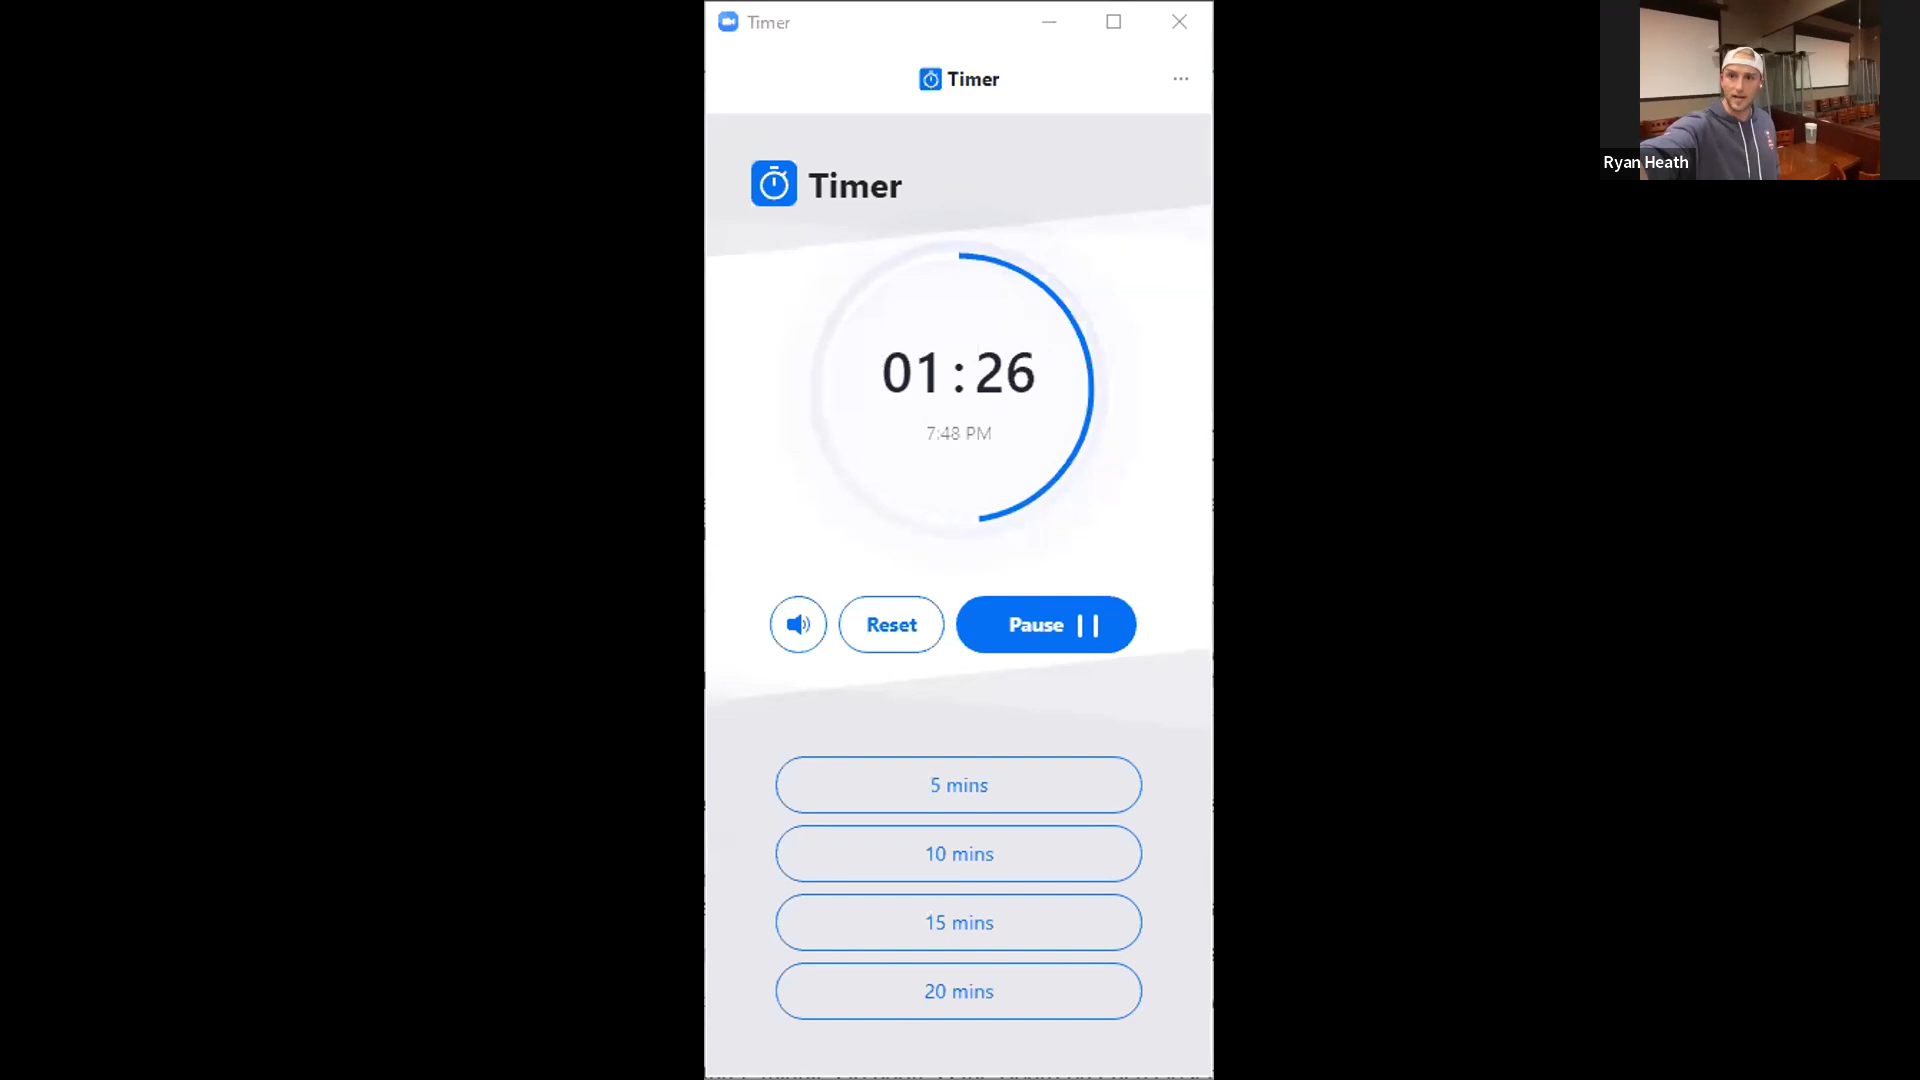 Timer
Timer
Timer
01:26
7:48 PM
Reset
Pause
5 mins
10 mins
15 mins
20 mins
Ryan Heath